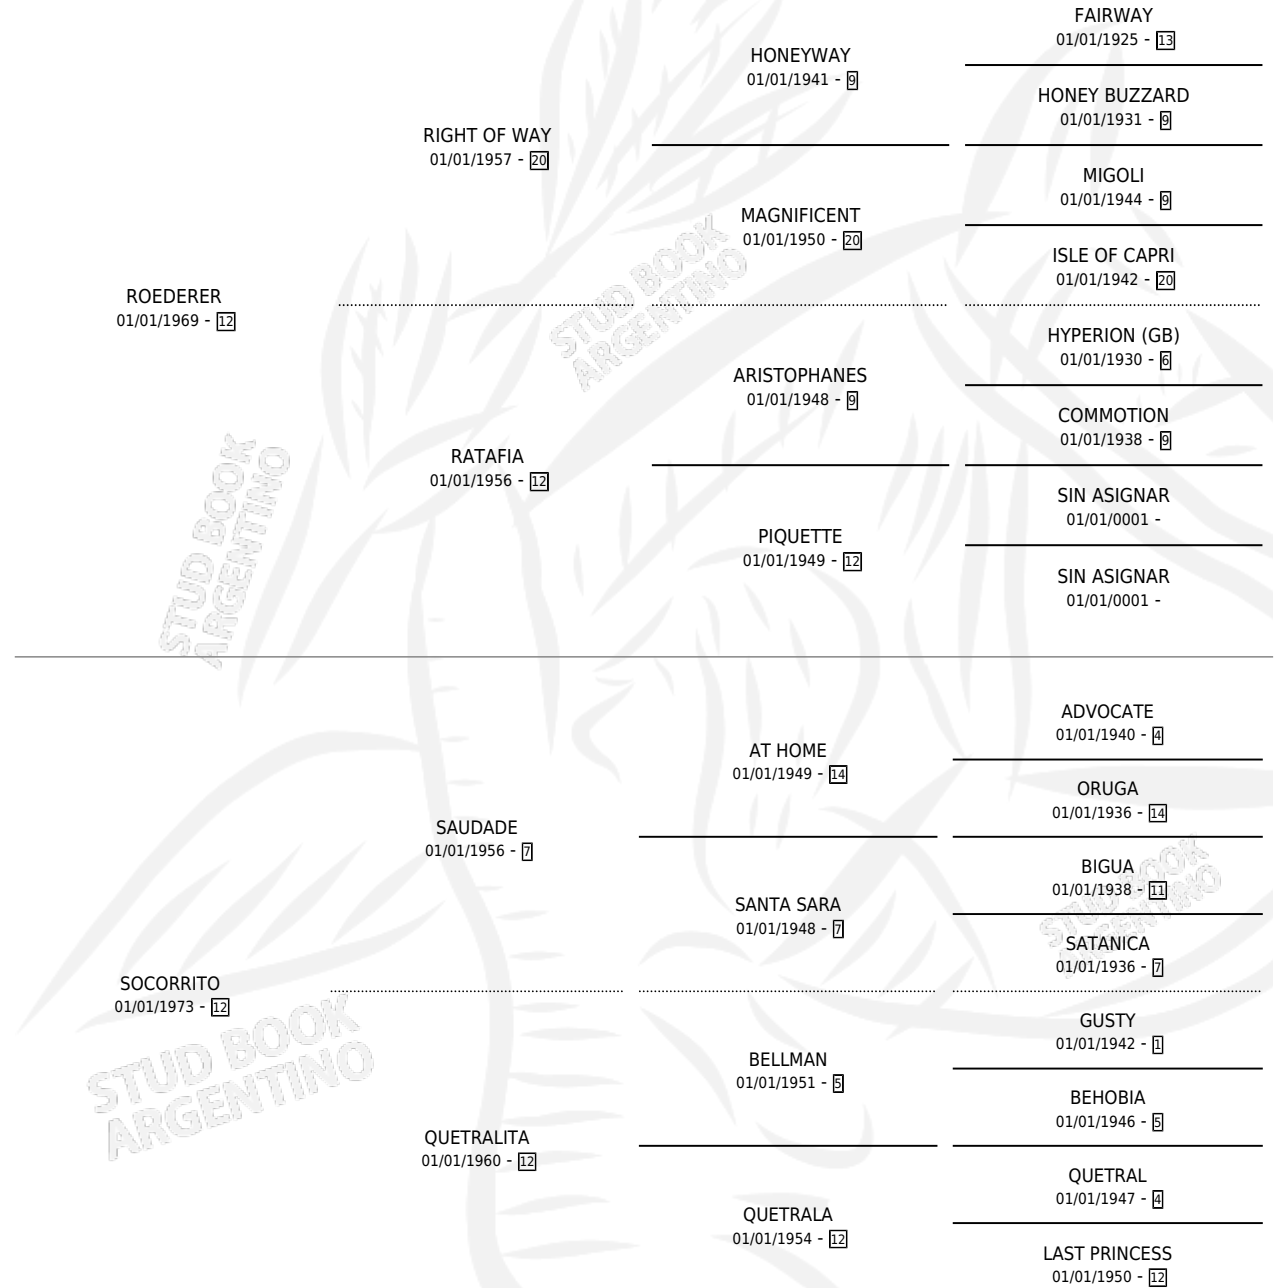 FAIRWAY
01/01/1925 - 13
HONEYWAY
01/01/1941 - 9
HONEY BUZZARD
01/01/1931 - 9
RIGHT OF WAY
01/01/1957 - 20
MIGOLI
01/01/1944 - 9
MAGNIFICENT
01/01/1950 - 20
ISLE OF CAPRI
01/01/1942 - 20
ROEDERER
01/01/1969 - 12
STUD BOOK
ARGENTINO
HYPERION (GB)
01/01/1930 - 6
ARISTOPHANES
01/01/1948 - 9
COMMOTION
01/01/1938 - 9
RATAFIA
01/01/1956 - 12
SIN ASIGNAR
01/01/0001 -
PIQUETTE
01/01/1949 - 12
SIN ASIGNAR
01/01/0001 -
STUD BOOK
ARGENTINO
ADVOCATE
01/01/1940 - 4
AT HOME
01/01/1949 - 14
ORUGA
01/01/1936 - 14
SAUDADE
01/01/1956 - 7
BIGUA
01/01/1938 - 11
SANTA SARA
01/01/1948 - 7
SATANICA
01/01/1936 - 7
STUD BOOK
ARGENTINO
SOCORRITO
01/01/1973 - 12
GUSTY
01/01/1942 - 1
BELLMAN
01/01/1951 - 5
BEHOBIA
01/01/1946 - 5
STUD BOOK
ARGENTINO
QUETRALITA
01/01/1960 - 12
QUETRAL
01/01/1947 - 4
QUETRALA
01/01/1954 - 12
LAST PRINCESS
01/01/1950 - 12